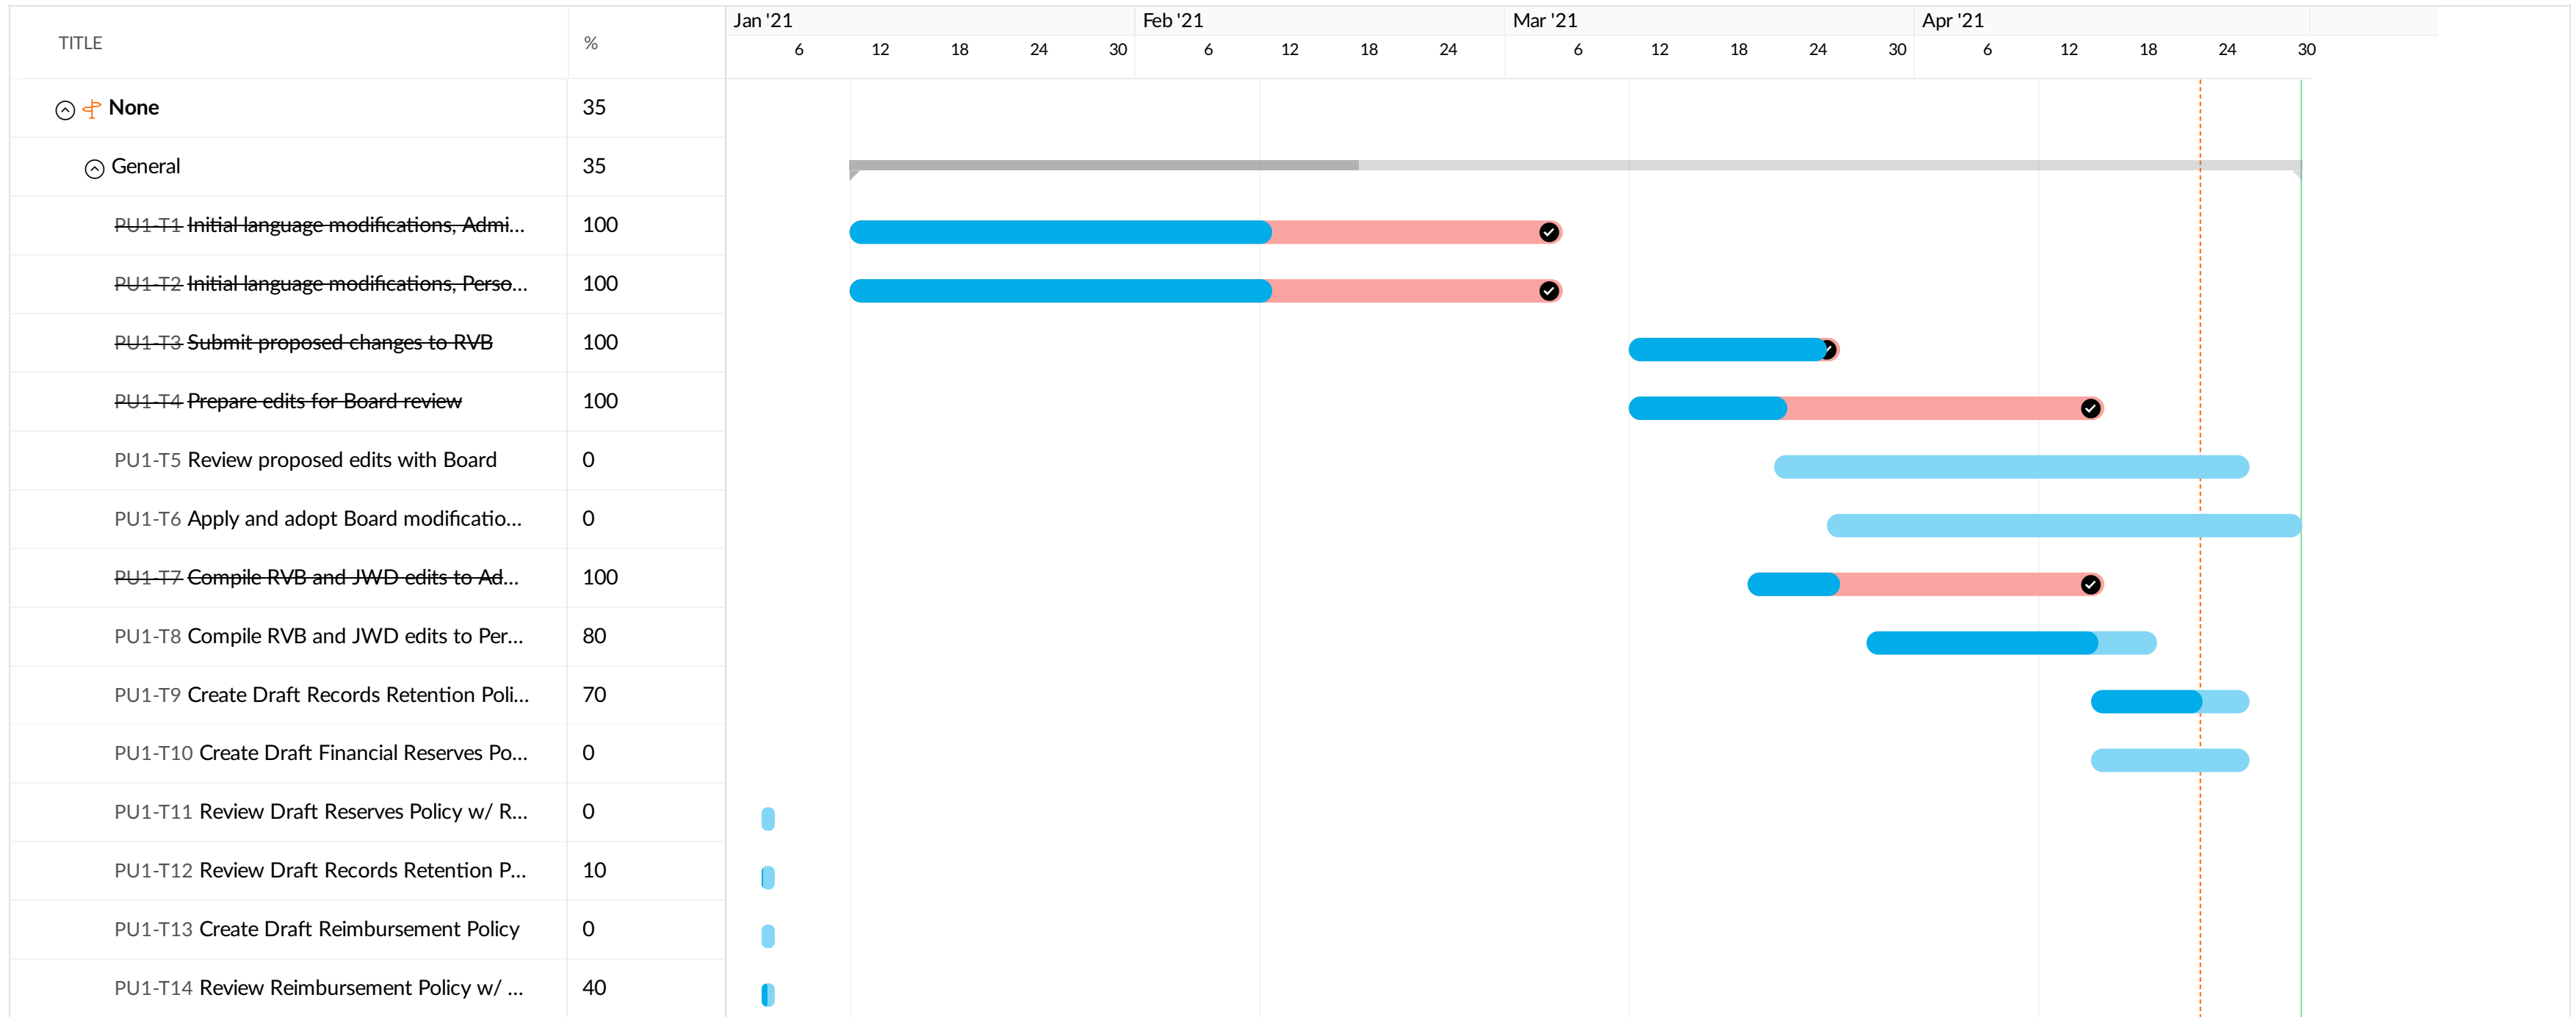 Jan '21 Feb '21 Mar '21 Apr '21
TITLE %
6 12 18 24 30 6 12 18 24 6 12 18 24 30 6 12 18 24 30
None 35
General 35
PU1-T1 Initial language modifications, Admi... 100
PU1-T2 Initial language modifications, Perso... 100
PU1-T3 Submit proposed changes to RVB 100
PU1-T4 Prepare edits for Board review 100
PU1-T5 Review proposed edits with Board 0
PU1-T6 Apply and adopt Board modificatio... 0
PU1-T7 Compile RVB and JWD edits to Ad... 100
PU1-T8 Compile RVB and JWD edits to Per... 80
PU1-T9 Create Draft Records Retention Poli... 70
PU1-T10 Create Draft Financial Reserves Po... 0
PU1-T11 Review Draft Reserves Policy w/ R... 0
PU1-T12 Review Draft Records Retention P... 10
PU1-T13 Create Draft Reimbursement Policy 0
PU1-T14 Review Reimbursement Policy w/ ... 40